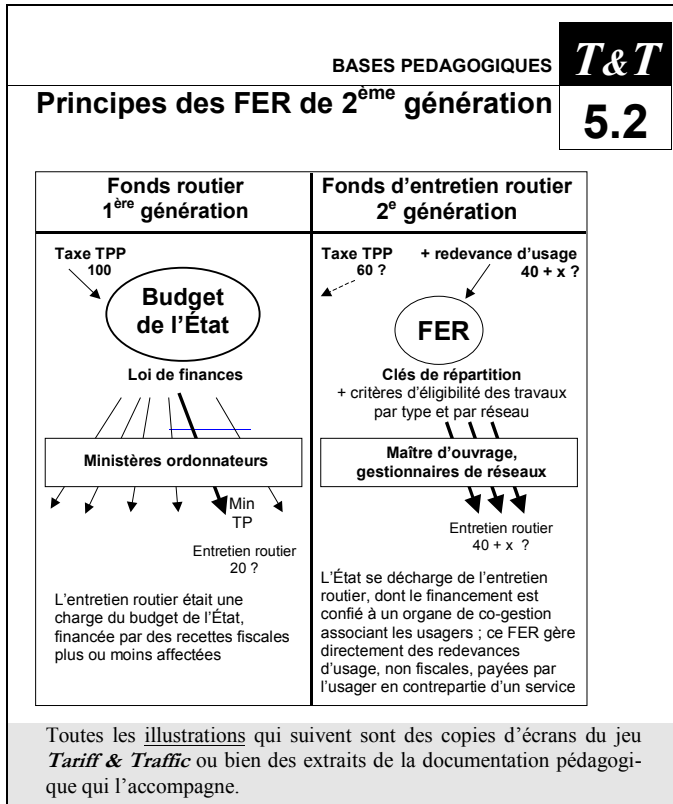 BASES PEDAGOGIQUES
T&T
Principes des FER de 2ème génération
5.2
Fonds routier
1ère génération
Taxe TPP
100
Budget
de l'État
Loi de finances
Ministères ordonnateurs
Min
TP
Entretien routier
20 ?
L'entretien routier était une
charge du budget de l'État,
financée par des recettes fiscales
plus ou moins affectées
Fonds d'entretien routier
2e génération
Taxe TPP
60 ?
+ redevance d'usage
40 + x ?
FER
Clés de répartition
+ critères d'éligibilité des travaux
par type et par réseau
Maître d'ouvrage,
gestionnaires de réseaux
Entretien routier
40 + x ?
L'État se décharge de l'entretien
routier, dont le financement est
confié à un organe de co-gestion
associant les usagers ; ce FER gère
directement des redevances
d'usage, non fiscales, payées par
l'usager en contrepartie d'un service
Toutes les illustrations qui suivent sont des copies d'écrans du jeu
Tariff & Traffic ou bien des extraits de la documentation pédagogi-
que qui l'accompagne.